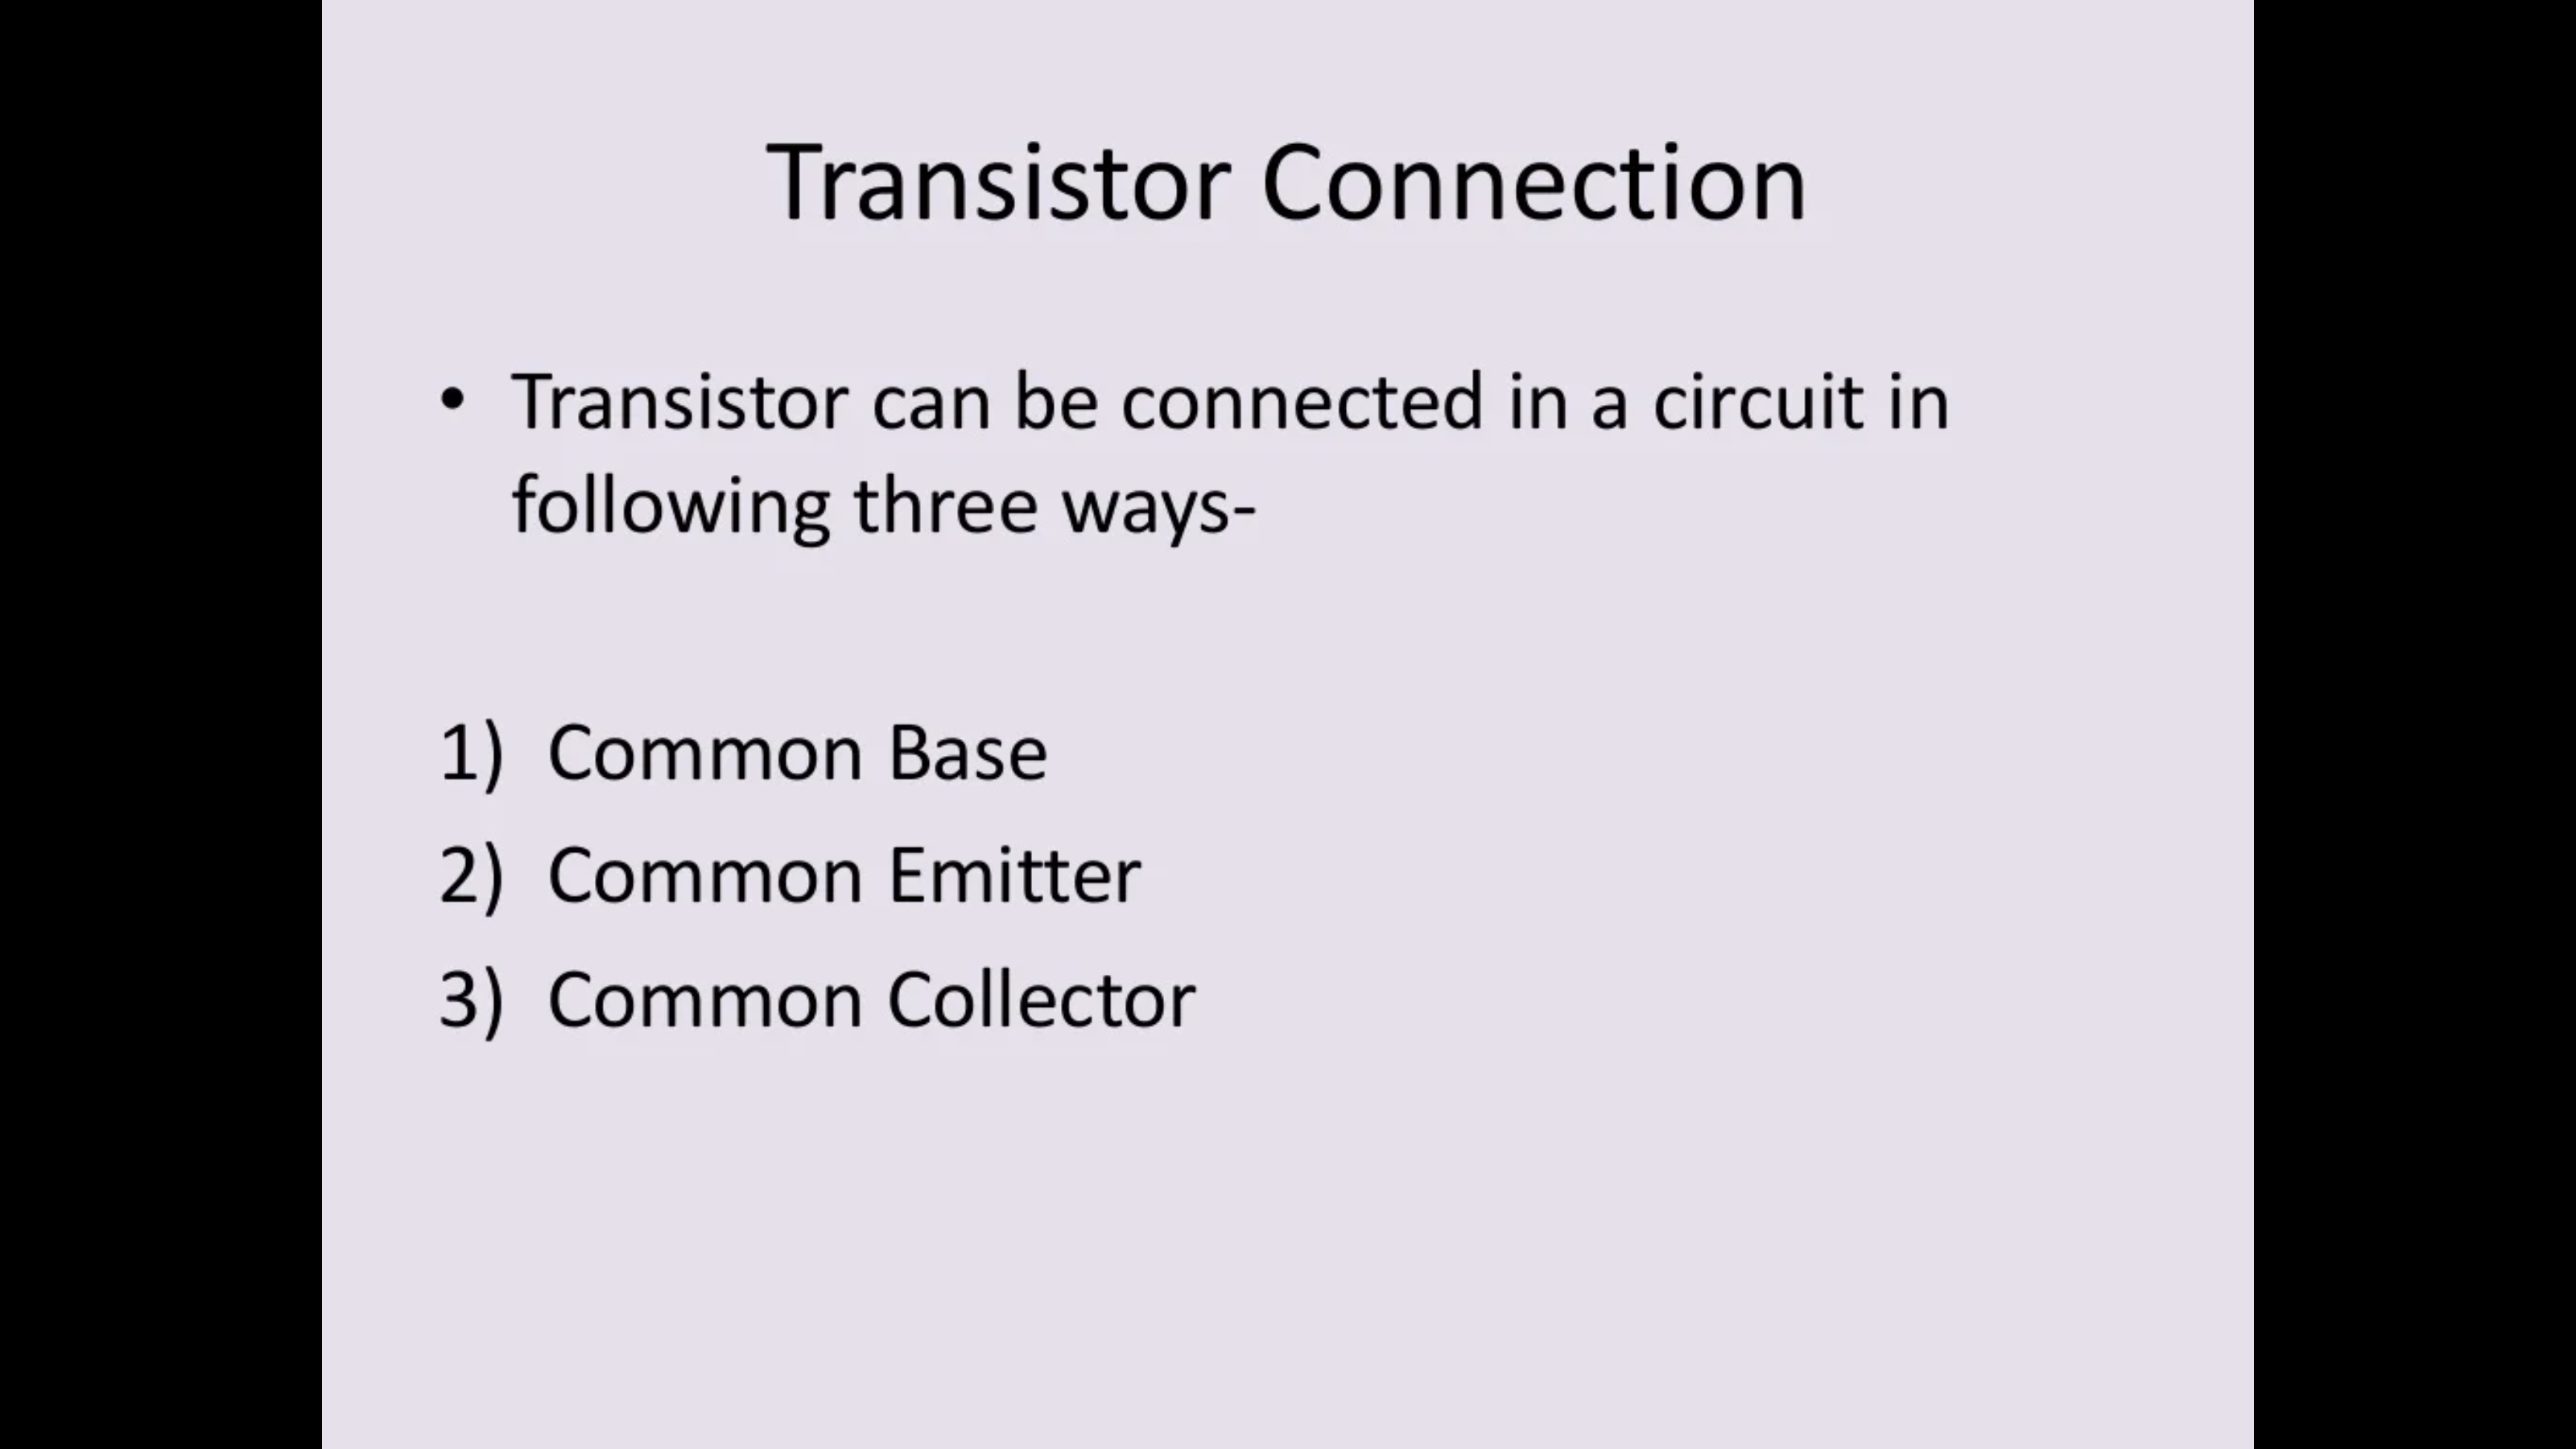 Transistor Connection
• Transistor can be connected in a circuit in
following three ways-
1) Common Base
2) Common Emitter
3) Common Collector